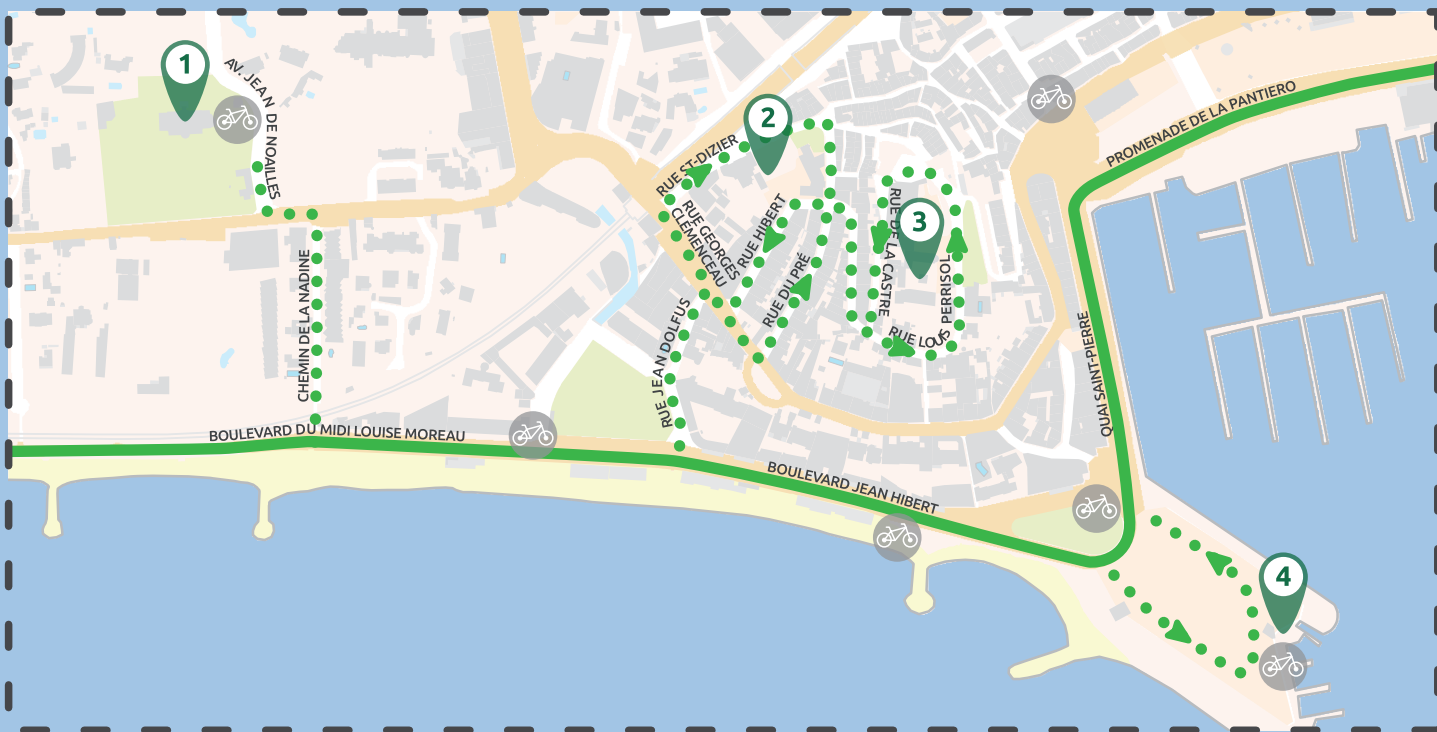 1
AV. JEAN DE NOAILLES
2
PROMENADE DE LA PANTIERO
RUE ST-DIZIER
RUE GEORGES
CLÉMENCEAU
RUE HIBERT
RUE DE LA CASTRE
3
CHEMIN DE LA NADINE
RUE DU PRÉ
RUE LOUIS PERRISOL
RUE JEAN DOLFUS
QUAI SAINT-PIERRE
BOULEVARD DU MIDI LOUISE MOREAU
BOULEVARD JEAN HIBERT
4